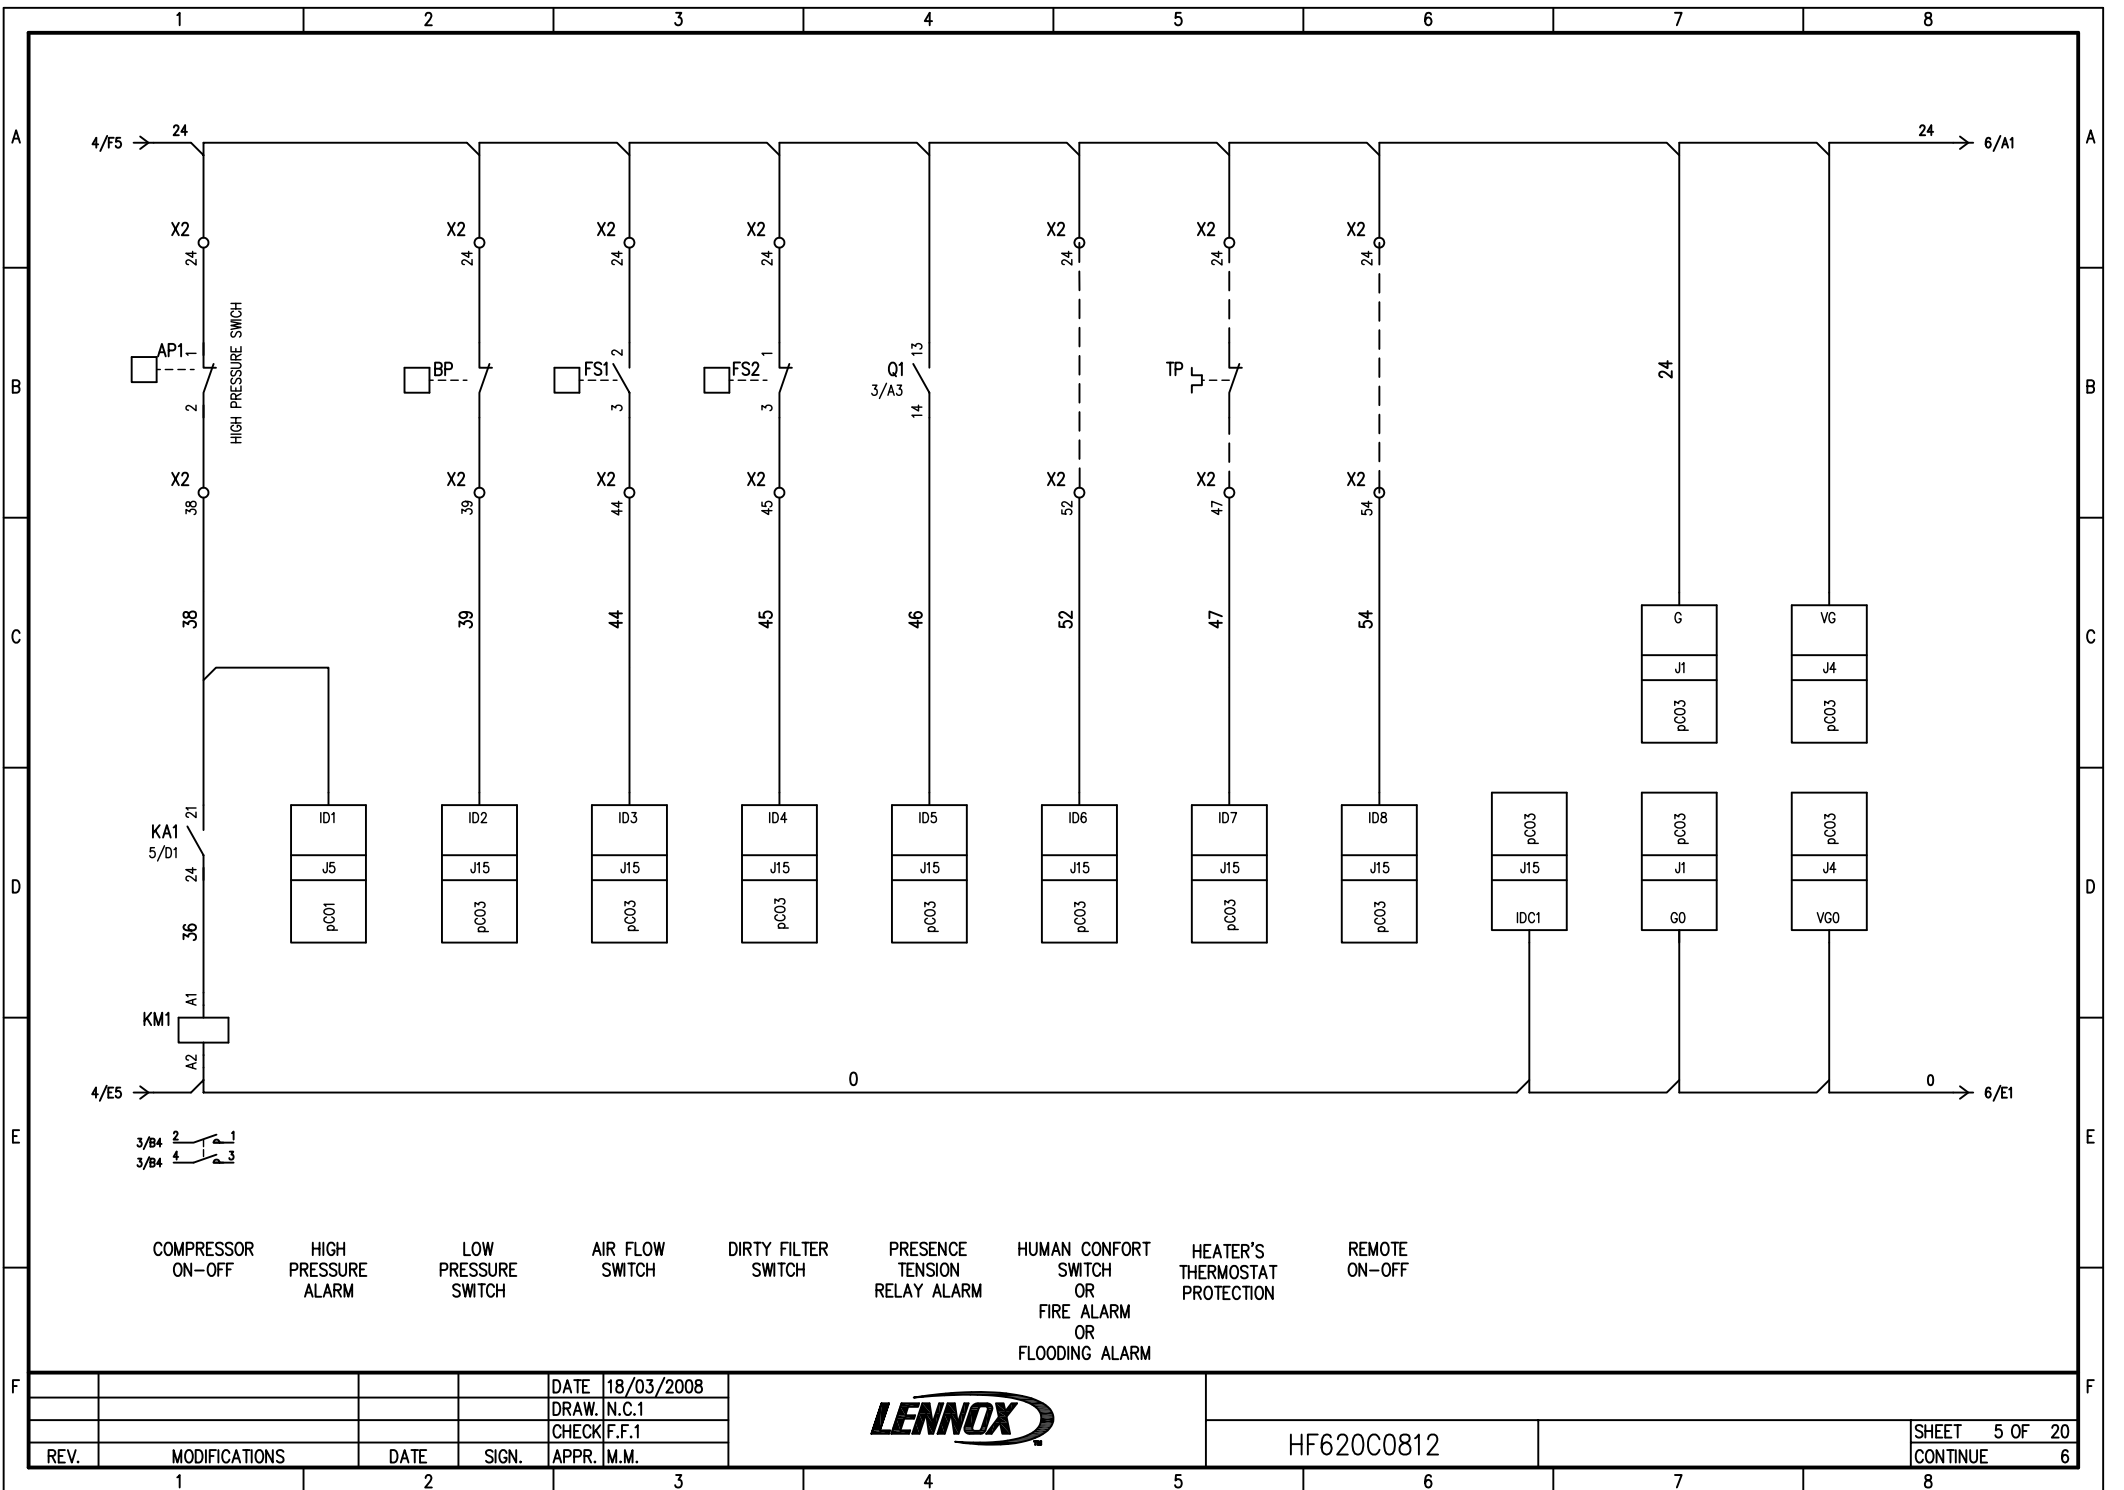 1 2 3 4 5 6 7 8
A A
4/F5 24 24 6/A1
X2 X2 X2 X2 X2 X2 X2
24 24 24 24 24 24 24
B B
AP1 1 2
HIGH PRESSURE SWICH
BP
FS1 2 3
FS2 1 3
Q1 13
3/A3 14
TP
24
X2 X2 X2 X2 X2 X2 X2
38 39 44 45 52 47 54
C C
38 39 44 45 46 52 47 54
G VG
J1 J4
pCO3 pCO3
D D
KA1 21
5/D1
24
36
ID1 ID2 ID3 ID4 ID5 ID6 ID7 ID8 pCO3 pCO3 pCO3
J5 J15 J15 J15 J15 J15 J15 J15 J15 J1 J4
pCO1 pCO3 pCO3 pCO3 pCO3 pCO3 pCO3 pCO3 IDC1 G0 VG0
A1
KM1
A2
4/E5 0 0 6/E1
E E
3/B4 2 1
3/B4 4 3
COMPRESSOR
ON-OFF
HIGH
PRESSURE
ALARM
LOW
PRESSURE
SWITCH
AIR FLOW
SWITCH
DIRTY FILTER
SWITCH
PRESENCE
TENSION
RELAY ALARM
HUMAN CONFORT
SWITCH
OR
FIRE ALARM
OR
FLOODING ALARM
HEATER'S
THERMOSTAT
PROTECTION
REMOTE
ON-OFF
F F
DATE 18/03/2008
DRAW. N.C.1
CHECK F.F.1
REV. MODIFICATIONS DATE SIGN. APPR. M.M.
LENNOX TM
HF620C0812
SHEET 5 OF 20
CONTINUE 6
1 2 3 4 5 6 7 8